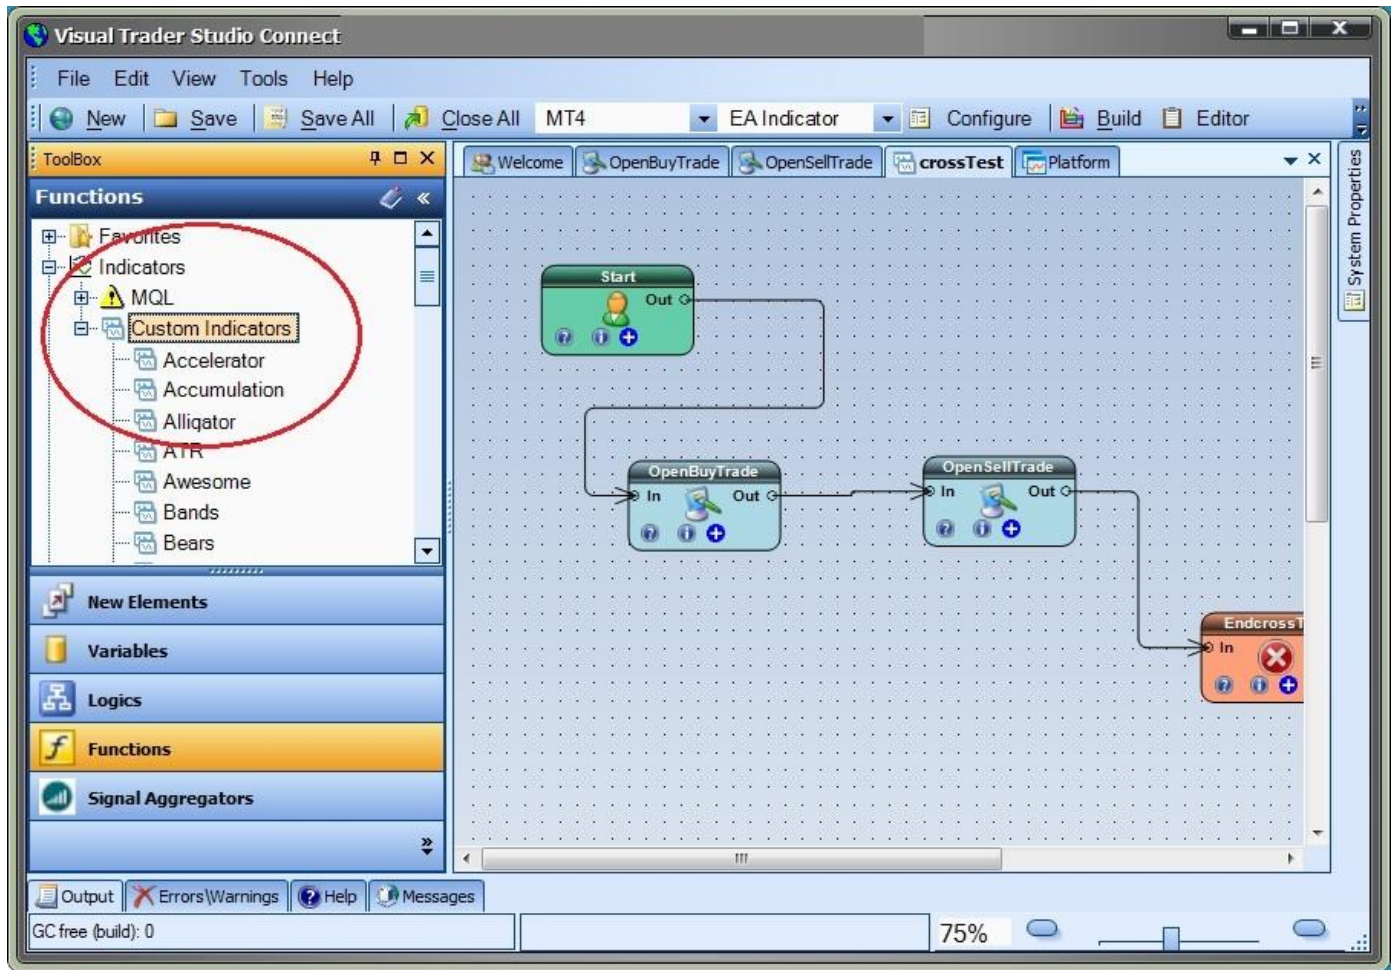 Visual Trader Studio Connect
File Edit View Tools Help
New Save Save All Close All MT4 EA Indicator Configure Build Editor
ToolBox
Welcome OpenBuyTrade OpenSellTrade crossTest Platform
System Properties
Functions
Favorites
Indicators
MQL
Custom Indicators
Accelerator
Accumulation
Alligator
ATR
Awesome
Bands
Bears
Start
Out
OpenBuyTrade
In Out
OpenSellTrade
In Out
EndcrossT
In
New Elements
Variables
Logics
Functions
Signal Aggregators
Output Errors\Warnings Help Messages
GC free (build): 0
75%